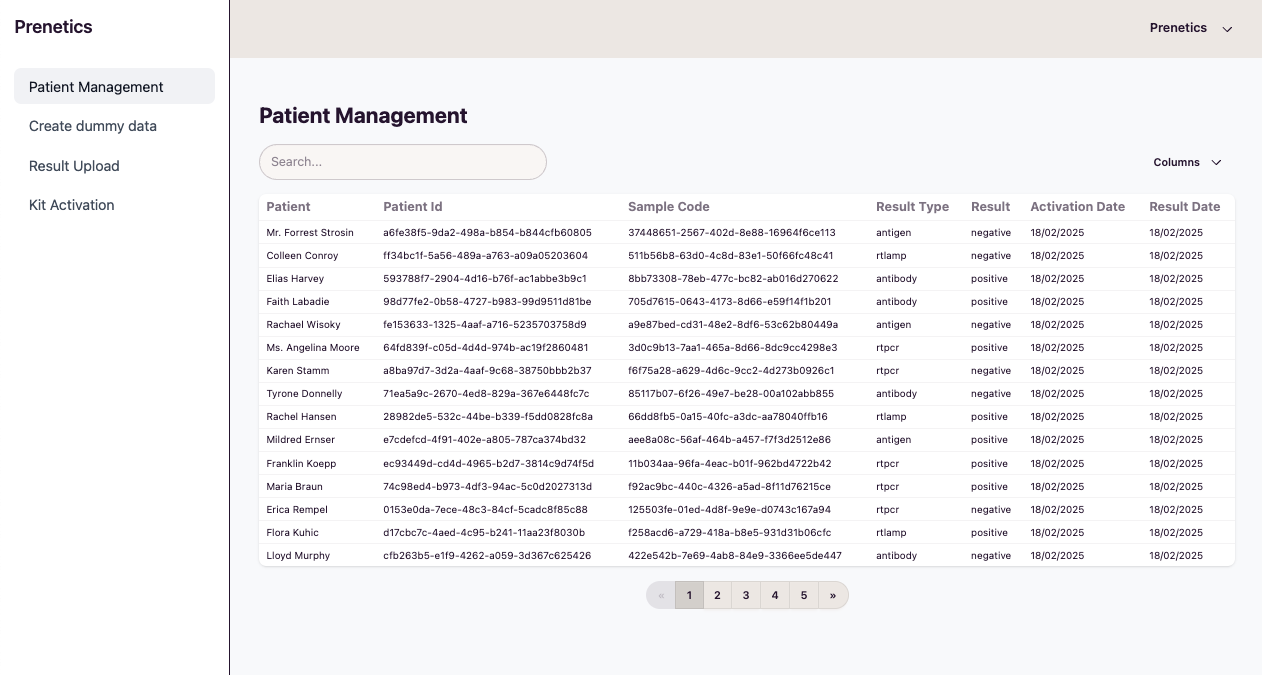 Prenetics
Prenetics
Patient Management
Create dummy data
Result Upload
Kit Activation
Patient Management
Search...
Columns
Patient Patient Id Sample Code Result Type Result Activation Date Result Date
Mr. Forrest Strosin a6fe38f5-9da2-498a-b854-b844cfb60805 37448651-2567-402d-8e88-16964f6ce113 antigen negative 18/02/2025 18/02/2025
Colleen Conroy ff34bc1f-5a56-489a-a763-a09a05203604 511b56b8-63d0-4c8d-83e1-50f66fc48c41 rtlamp negative 18/02/2025 18/02/2025
Elias Harvey 593788f7-2904-4d16-b76f-ac1abbe3b9c1 8bb73308-78eb-477c-bc82-ab016d270622 antibody positive 18/02/2025 18/02/2025
Faith Labadie 98d77fe2-0b58-4727-b983-99d9511d81be 705d7615-0643-4173-8d66-e59f14f1b201 antibody positive 18/02/2025 18/02/2025
Rachael Wisoky fe153633-1325-4aaf-a716-5235703758d9 a9e87bed-cd31-48e2-8df6-53c62b80449a antigen negative 18/02/2025 18/02/2025
Ms. Angelina Moore 64fd839f-c05d-4d4d-974b-ac19f2860481 3d0c9b13-7aa1-465a-8d66-8dc9cc4298e3 rtpcr positive 18/02/2025 18/02/2025
Karen Stamm a8ba97d7-3d2a-4aaf-9c68-38750bbb2b37 f6f75a28-a629-4d6c-9cc2-4d273b0926c1 rtpcr negative 18/02/2025 18/02/2025
Tyrone Donnelly 71ea5a9c-2670-4ed8-829a-367e6448fc7c 85117b07-6f26-49e7-be28-00a102abb855 antibody negative 18/02/2025 18/02/2025
Rachel Hansen 28982de5-532c-44be-b339-f5dd0828fc8a 66dd8fb5-0a15-40fc-a3dc-aa78040ffb16 rtlamp positive 18/02/2025 18/02/2025
Mildred Ernser e7cdefcd-4f91-402e-a805-787ca374bd32 aee8a08c-56af-464b-a457-f7f3d2512e86 antigen positive 18/02/2025 18/02/2025
Franklin Koepp ec93449d-cd4d-4965-b2d7-3814c9d74f5d 11b034aa-96fa-4eac-b01f-962bd4722b42 rtpcr positive 18/02/2025 18/02/2025
Maria Braun 74c98ed4-b973-4df3-94ac-5c0d2027313d f92ac9bc-440c-4326-a5ad-8f11d76215ce rtpcr positive 18/02/2025 18/02/2025
Erica Rempel 0153e0da-7ece-48c3-84cf-5cadc8f85c88 125503fe-01ed-4d8f-9e9e-d0743c167a94 rtpcr negative 18/02/2025 18/02/2025
Flora Kuhic d17cbc7c-4aed-4c95-b241-11aa23f8030b f258acd6-a729-418a-b8e5-931d31b06cfc rtlamp positive 18/02/2025 18/02/2025
Lloyd Murphy cfb263b5-e1f9-4262-a059-3d367c625426 422e542b-7e69-4ab8-84e9-3366ee5de447 antibody negative 18/02/2025 18/02/2025
« 1 2 3 4 5 »